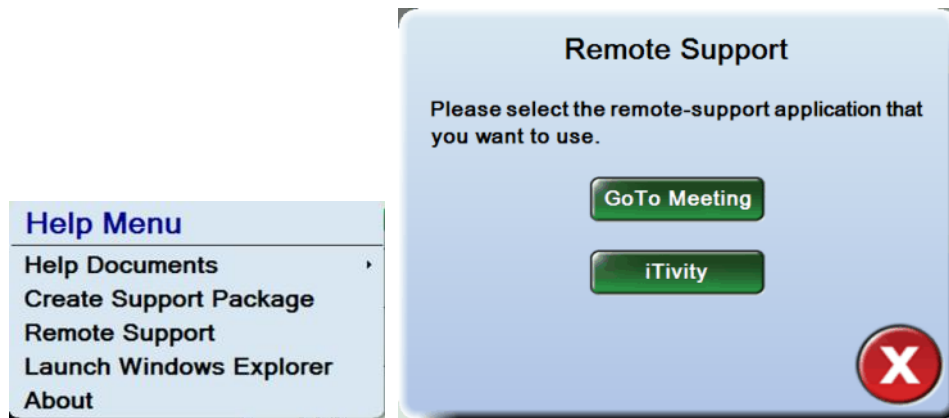 Help Menu
Help Documents
Create Support Package
Remote Support
Launch Windows Explorer
About
Remote Support
Please select the remote-support application that
you want to use.
GoTo Meeting
iTivity
X